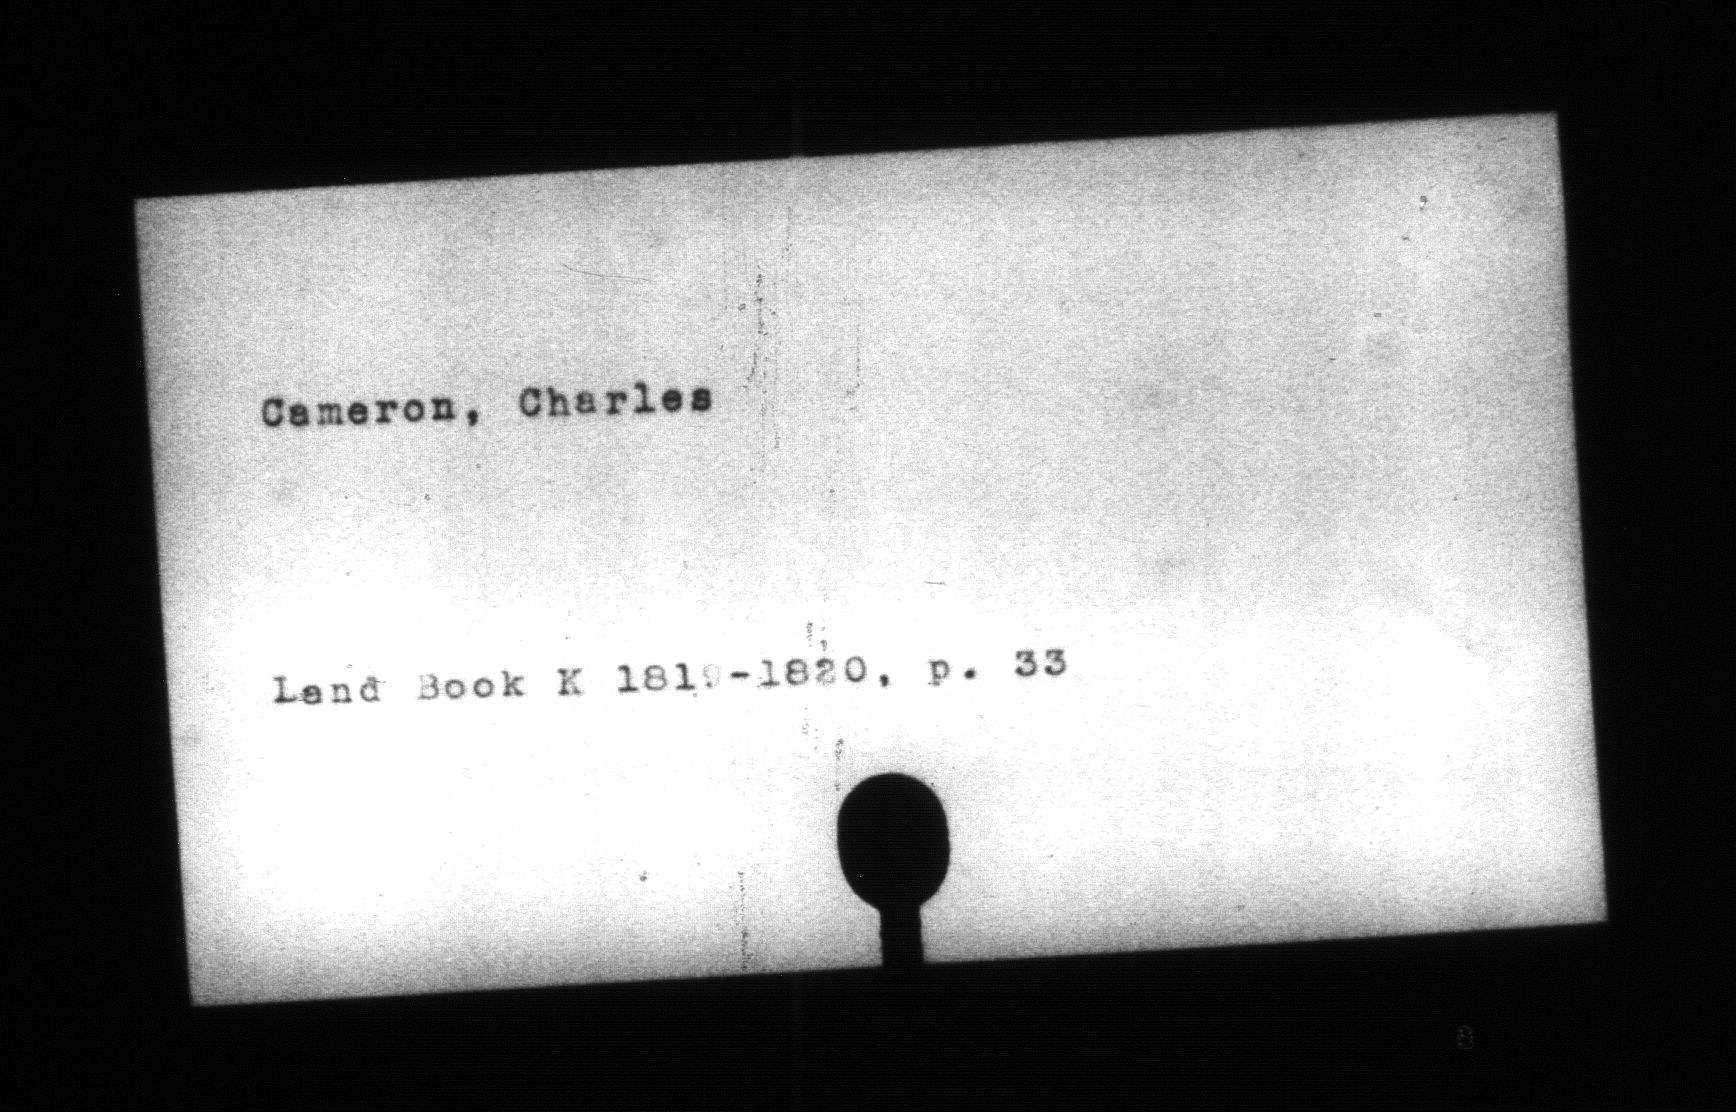 Cameron, Charles
Land Book K 1819-1820, p. 33